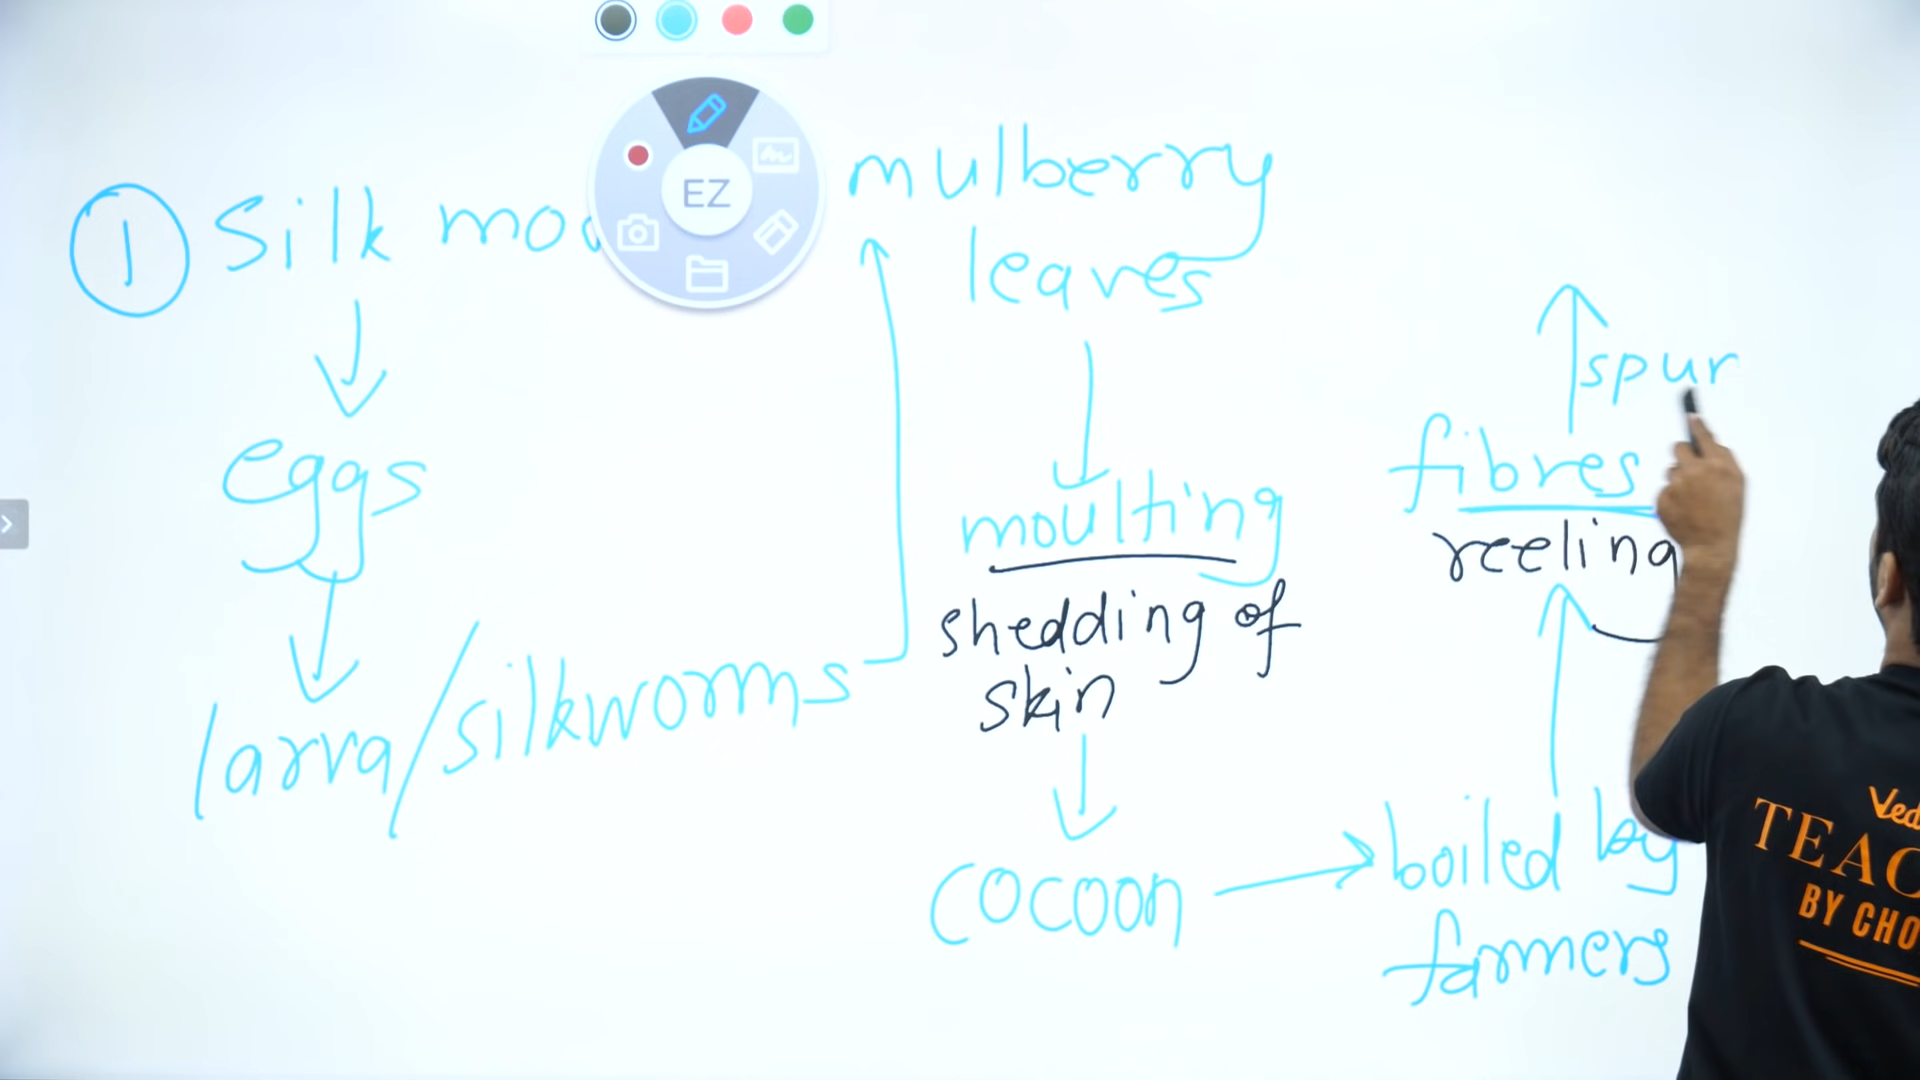 1 Silk mo
EZ
eggs
larva/silkworms
mulberry
leaves
moulting
shedding of
skin
cocoon
boiled by
farmers
reeling
fibres
spur
Ved
TEAC
BY CHO